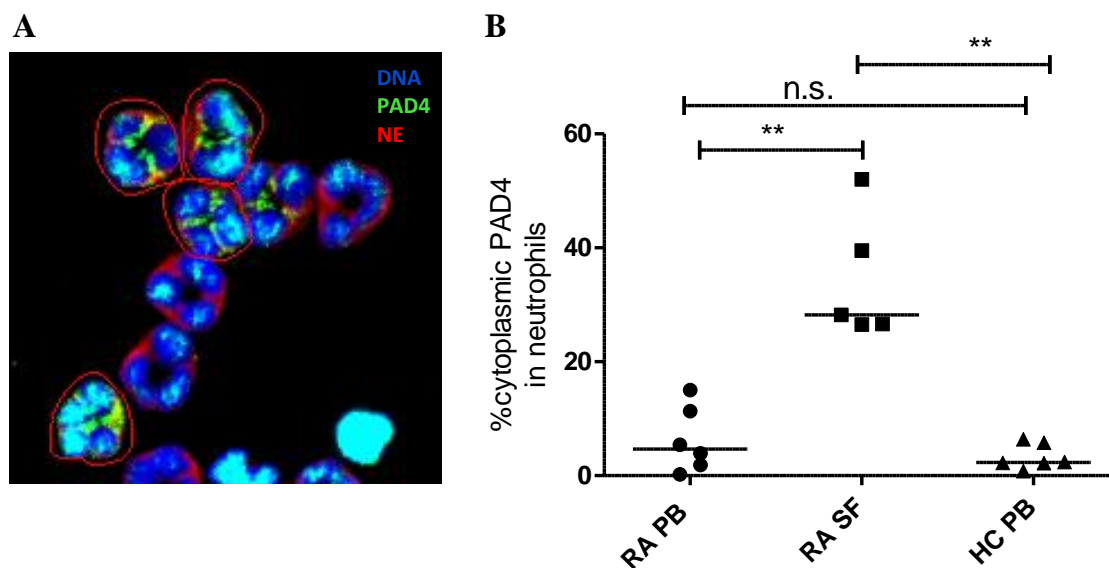 A
DNA
PAD4
NE
B
**
n.s.
**
%cytoplasmic PAD4
in neutrophils
60
40
20
0
RA PB
RA SF
HC PB